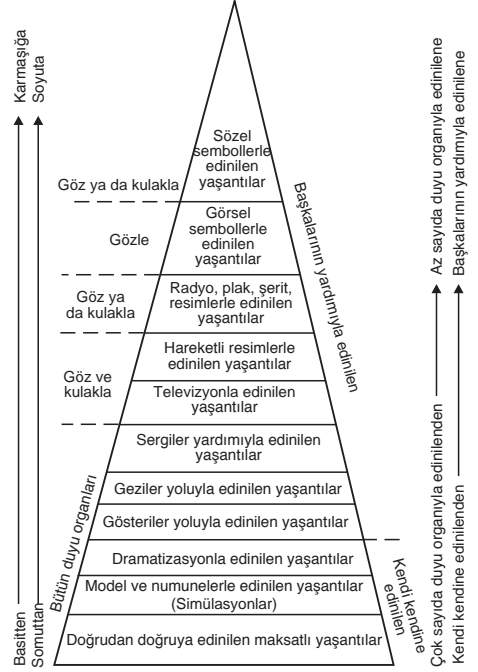 Karmaşığa
Soyuta
Basitten
Somuttan
Göz ya da kulakla
Gözle
Göz ya
da kulakla
Göz ve
kulakla
Bütün duyu organları
Sözel
sembollerle
edinilen
yaşantılar
Görsel
sembollerle
edinilen
yaşantılar
Radyo, plak, şerit,
resimlerle edinilen
yaşantılar
Hareketli resimlerle
edinilen yaşantılar
Televizyonla edinilen
yaşantılar
Sergiler yardımıyla edinilen
yaşantılar
Geziler yoluyla edinilen yaşantılar
Gösteriler yoluyla edinilen yaşantılar
Dramatizasyonla edinilen yaşantılar
Model ve numunelerle edinilen yaşantılar
(Simülasyonlar)
Doğrudan doğruya edinilen maksatlı yaşantılar
Başkalarının yardımıyla edinilen
Kendi kendine
edinilen
Az sayıda duyu organıyla edinilene
Başkalarının yardımıyla edinilene
Çok sayıda duyu organıyla edinilenden
Kendi kendine edinilenden